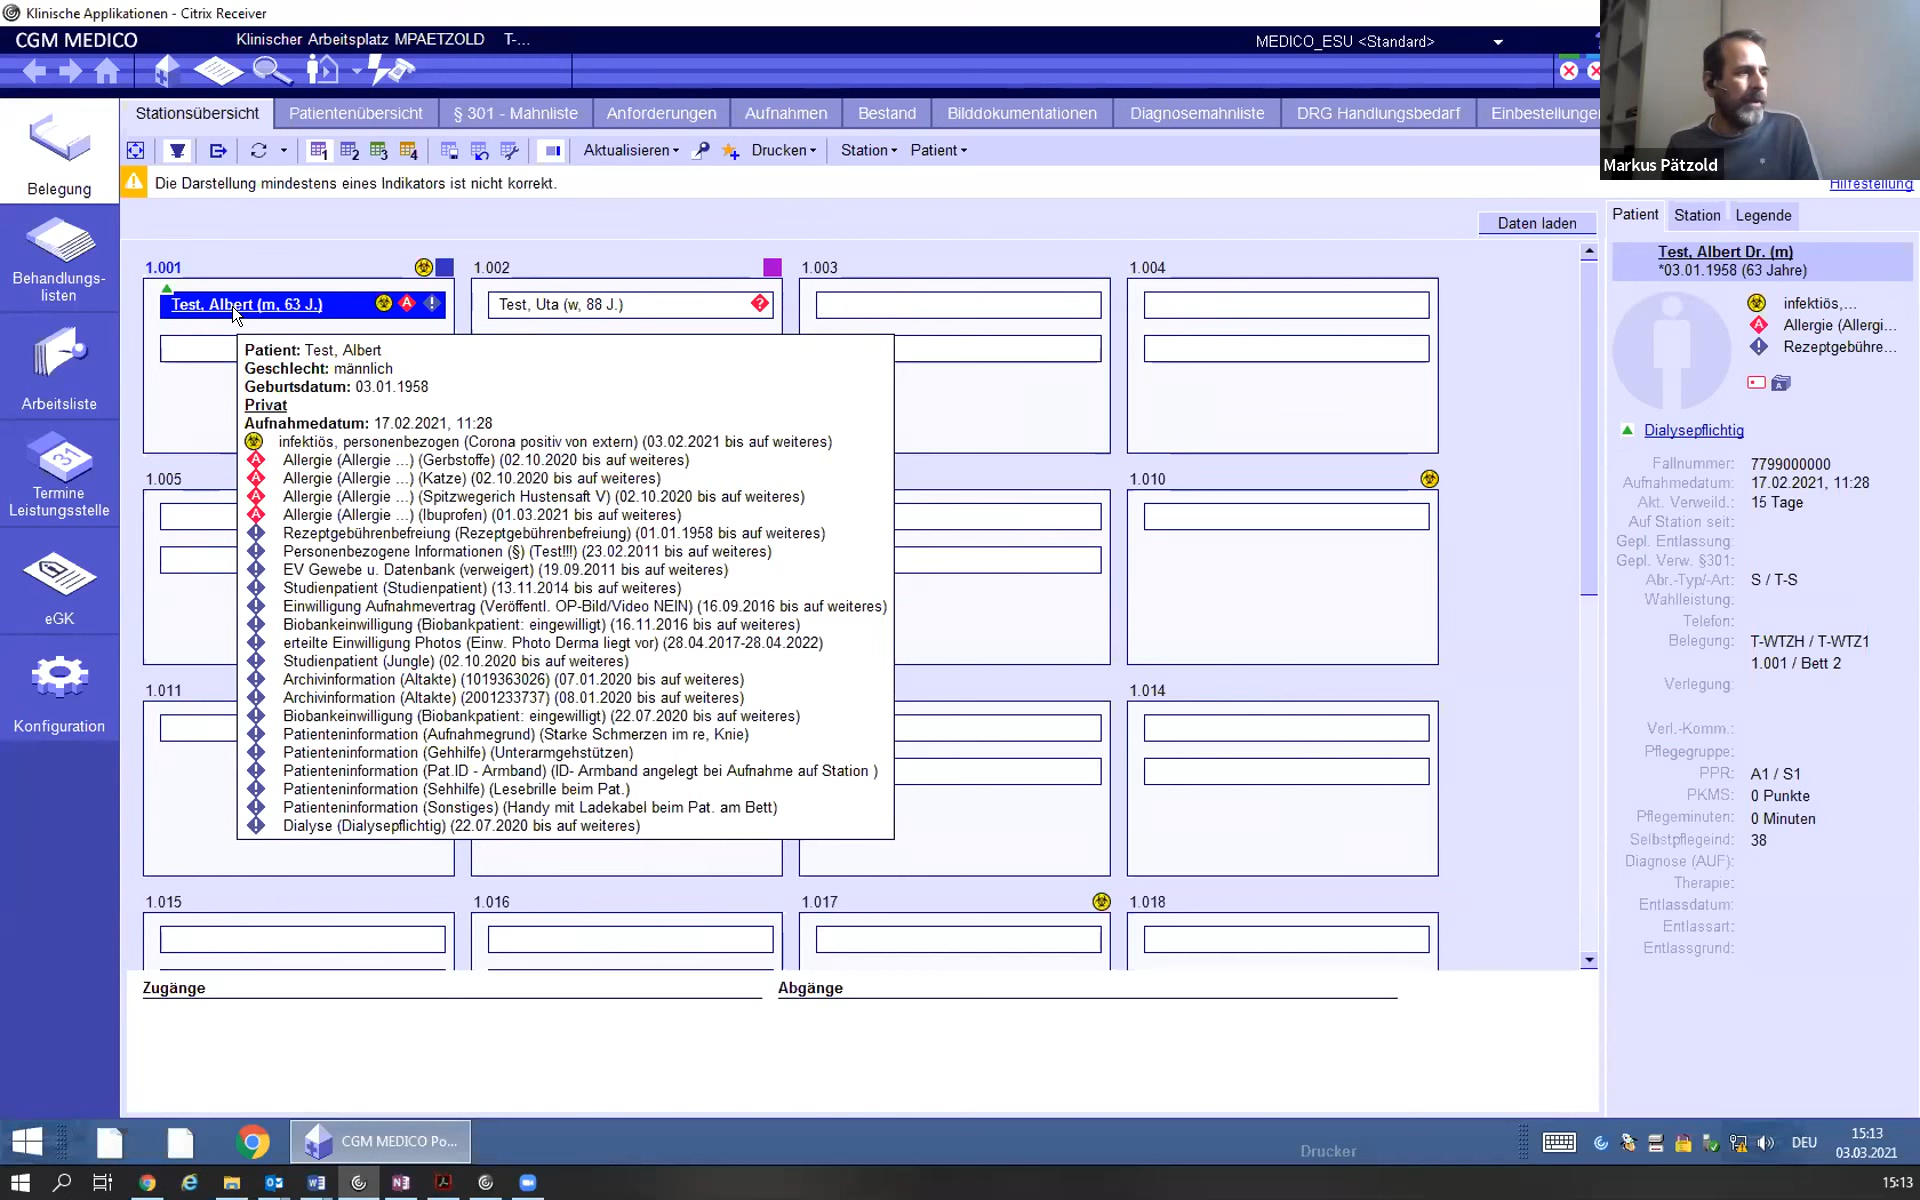 Klinische Applikationen - Citrix Receiver
CGM MEDICO
Klinischer Arbeitsplatz MPAETZOLD T-...
MEDICO_ESU <Standard>
Stationsübersicht
Patientenübersicht
§ 301 - Mahnliste
Anforderungen
Aufnahmen
Bestand
Bilddokumentationen
Diagnosemahnliste
DRG Handlungsbedarf
Einbestellunge
Markus Pätzold
1
2
3
4
Aktualisieren
Drucken
Station
Patient
Die Darstellung mindestens eines Indikators ist nicht korrekt.
Hilfestellung
Daten laden
Belegung
Behandlungs-
listen
Arbeitsliste
31
Termine
Leistungsstelle
eGK
Konfiguration
1.001
1.002
1.003
1.004
Test, Albert (m, 63 J.)
A
!
Test, Uta (w, 88 J.)
?
Patient: Test, Albert
Geschlecht: männlich
Geburtsdatum: 03.01.1958
Privat
Aufnahmedatum: 17.02.2021, 11:28
infektiös, personenbezogen (Corona positiv von extern) (03.02.2021 bis auf weiteres)
A Allergie (Allergie ...) (Gerbstoffe) (02.10.2020 bis auf weiteres)
A Allergie (Allergie ...) (Katze) (02.10.2020 bis auf weiteres)
A Allergie (Allergie ...) (Spitzwegerich Hustensaft V) (02.10.2020 bis auf weiteres)
A Allergie (Allergie ...) (Ibuprofen) (01.03.2021 bis auf weiteres)
! Rezeptgebührenbefreiung (Rezeptgebührenbefreiung) (01.01.1958 bis auf weiteres)
! Personenbezogene Informationen (§) (Test!!!) (23.02.2011 bis auf weiteres)
! EV Gewebe u. Datenbank (verweigert) (19.09.2011 bis auf weiteres)
! Studienpatient (Studienpatient) (13.11.2014 bis auf weiteres)
! Einwilligung Aufnahmevertrag (Veröffentl. OP-Bild/Video NEIN) (16.09.2016 bis auf weiteres)
! Biobankeinwilligung (Biobankpatient: eingewilligt) (16.11.2016 bis auf weiteres)
! erteilte Einwilligung Photos (Einw. Photo Derma liegt vor) (28.04.2017-28.04.2022)
! Studienpatient (Jungle) (02.10.2020 bis auf weiteres)
! Archivinformation (Altakte) (1019363026) (07.01.2020 bis auf weiteres)
! Archivinformation (Altakte) (2001233737) (08.01.2020 bis auf weiteres)
! Biobankeinwilligung (Biobankpatient: eingewilligt) (22.07.2020 bis auf weiteres)
! Patienteninformation (Aufnahmegrund) (Starke Schmerzen im re, Knie)
! Patienteninformation (Gehhilfe) (Unterarmgehstützen)
! Patienteninformation (Pat.ID - Armband) (ID- Armband angelegt bei Aufnahme auf Station )
! Patienteninformation (Sehhilfe) (Lesebrille beim Pat.)
! Patienteninformation (Sonstiges) (Handy mit Ladekabel beim Pat. am Bett)
! Dialyse (Dialysepflichtig) (22.07.2020 bis auf weiteres)
1.005
1.010
1.011
1.014
1.015
1.016
1.017
1.018
Zugänge
Abgänge
Patient
Station
Legende
Test, Albert Dr. (m)
*03.01.1958 (63 Jahre)
infektiös,...
A Allergie (Allergi...
! Rezeptgebühre...
A
Dialysepflichtig
Fallnummer: 7799000000
Aufnahmedatum: 17.02.2021, 11:28
Akt. Verweild.: 15 Tage
Auf Station seit:
Gepl. Entlassung:
Gepl. Verw. §301:
Abr.-Typ/-Art: S / T-S
Wahlleistung:
Telefon:
Belegung: T-WTZH / T-WTZ1
1.001 / Bett 2
Verlegung:
Verl.-Komm.:
Pflegegruppe:
PPR: A1 / S1
PKMS: 0 Punkte
Pflegeminuten: 0 Minuten
Selbstpflegeind: 38
Diagnose (AUF):
Therapie:
Entlassdatum:
Entlassart:
Entlassgrund:
CGM MEDICO Po...
Drucker
DEU
15:13
03.03.2021
15:13